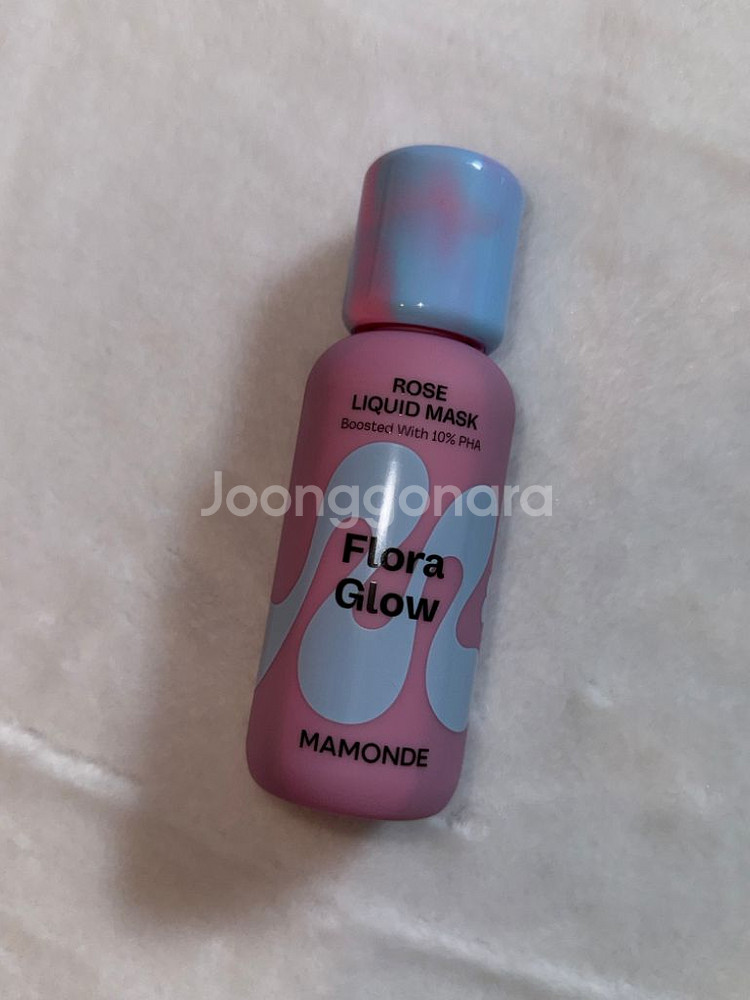 ROSE
LIQUID MASK
Boosted With 10% PHA
Joonggonara
Flora
Glow
MAMONDE